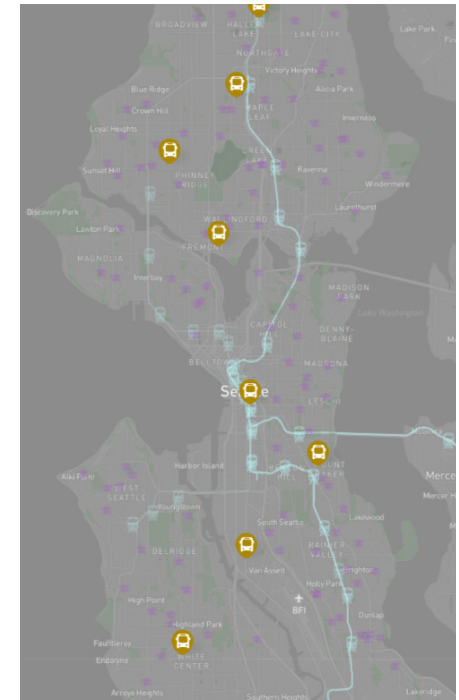 BROADVIEW
HALLER
LAKE
LAKE CITY
Lake Park
NORTHGATE
Victory Heights
Blue Ridge
Alicia Park
Crown Hill
MAPLE
LEAF
Inverness
Loyal Heights
GREEN
LAKE
Sunset Hill
PHINNEY
RIDGE
Ravenna
Windermere
Discovery Park
Laurelhurst
Lawton Park
WALLINGFORD
FREMONT
MAGNOLIA
Interbay
MADISON
PARK
Lake Washington
CAPITOL
DENNY-
BLAINE
BELLTOWN
MADRONA
LESCHI
Harbor Island
MOUNT
BAKER
HILL
Mercer
Mercer H
Alki Point
WEST
SEATTLE
Youngstown
South Seattle
Lakewood
DELRIDGE
RAINIER
VALLEY
Van Asselt
Brighton
Holly Park
High Point
BFI
Dunlap
Highland Park
Fauntleroy
WHITE
CENTER
Endolyne
Arroyo Heights
Southern Heights
Lakeridge